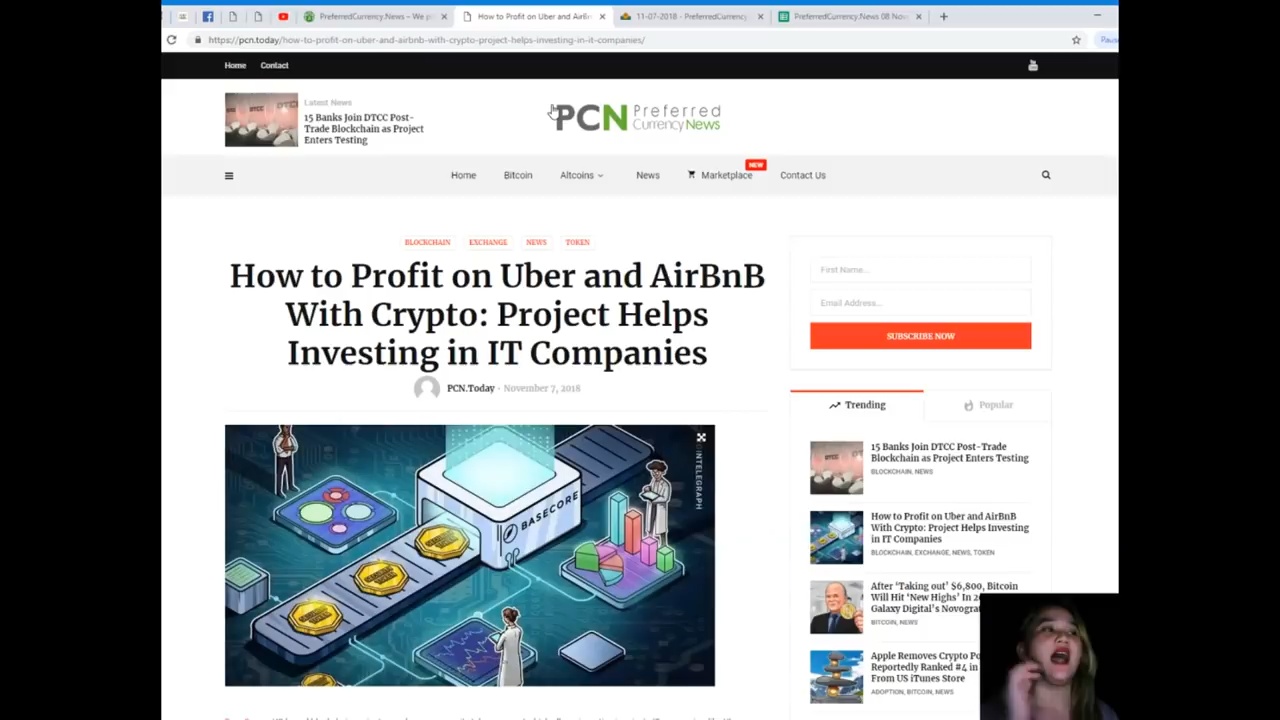 PreferredCurrency.News – We p
How to Profit on Uber and AirBn
11-07-2018 - PreferredCurrency
PreferredCurrency.News 08 Nov
https://pcn.today/how-to-profit-on-uber-and-airbnb-with-crypto-project-helps-investing-in-it-companies/
Paus
Home Contact
Latest News
15 Banks Join DTCC Post-
Trade Blockchain as Project
Enters Testing
PCN Preferred
Currency News
Home Bitcoin Altcoins News Marketplace Contact Us
NEW
BLOCKCHAIN EXCHANGE NEWS TOKEN
How to Profit on Uber and AirBnB
With Crypto: Project Helps
Investing in IT Companies
PCN.Today - November 7, 2018
BASECORE
INTELEGRAPH
First Name...
Email Address...
SUBSCRIBE NOW
Trending Popular
15 Banks Join DTCC Post-Trade
Blockchain as Project Enters Testing
BLOCKCHAIN, NEWS
How to Profit on Uber and AirBnB
With Crypto: Project Helps Investing
in IT Companies
BLOCKCHAIN, EXCHANGE, NEWS, TOKEN
After ‘Taking out’ $6,800, Bitcoin
Will Hit ‘New Highs’ In 20
Galaxy Digital’s Novogra
BITCOIN, NEWS
Apple Removes Crypto Po
Reportedly Ranked #4 in
From US iTunes Store
ADOPTION, BITCOIN, NEWS